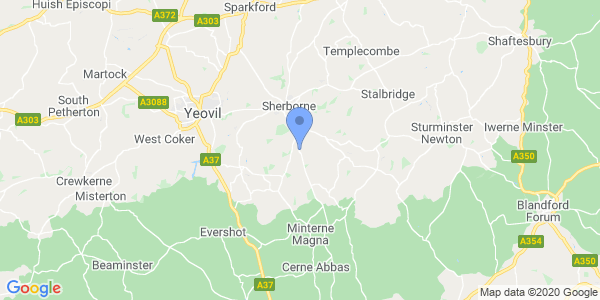 Huish Episcopi
Sparkford
A372
A303
Templecombe
Shaftesbury
Martock
Stalbridge
A3088
South
Petherton
A303
Yeovil
Sherborne
West Coker
Sturminster
Newton
Iwerne Minster
A37
A350
Crewkerne
Misterton
Blandford
Forum
Evershot
Minterne
Magna
A354
Beaminster
Cerne Abbas
A350
A37
Google
Map data ©2020 Google